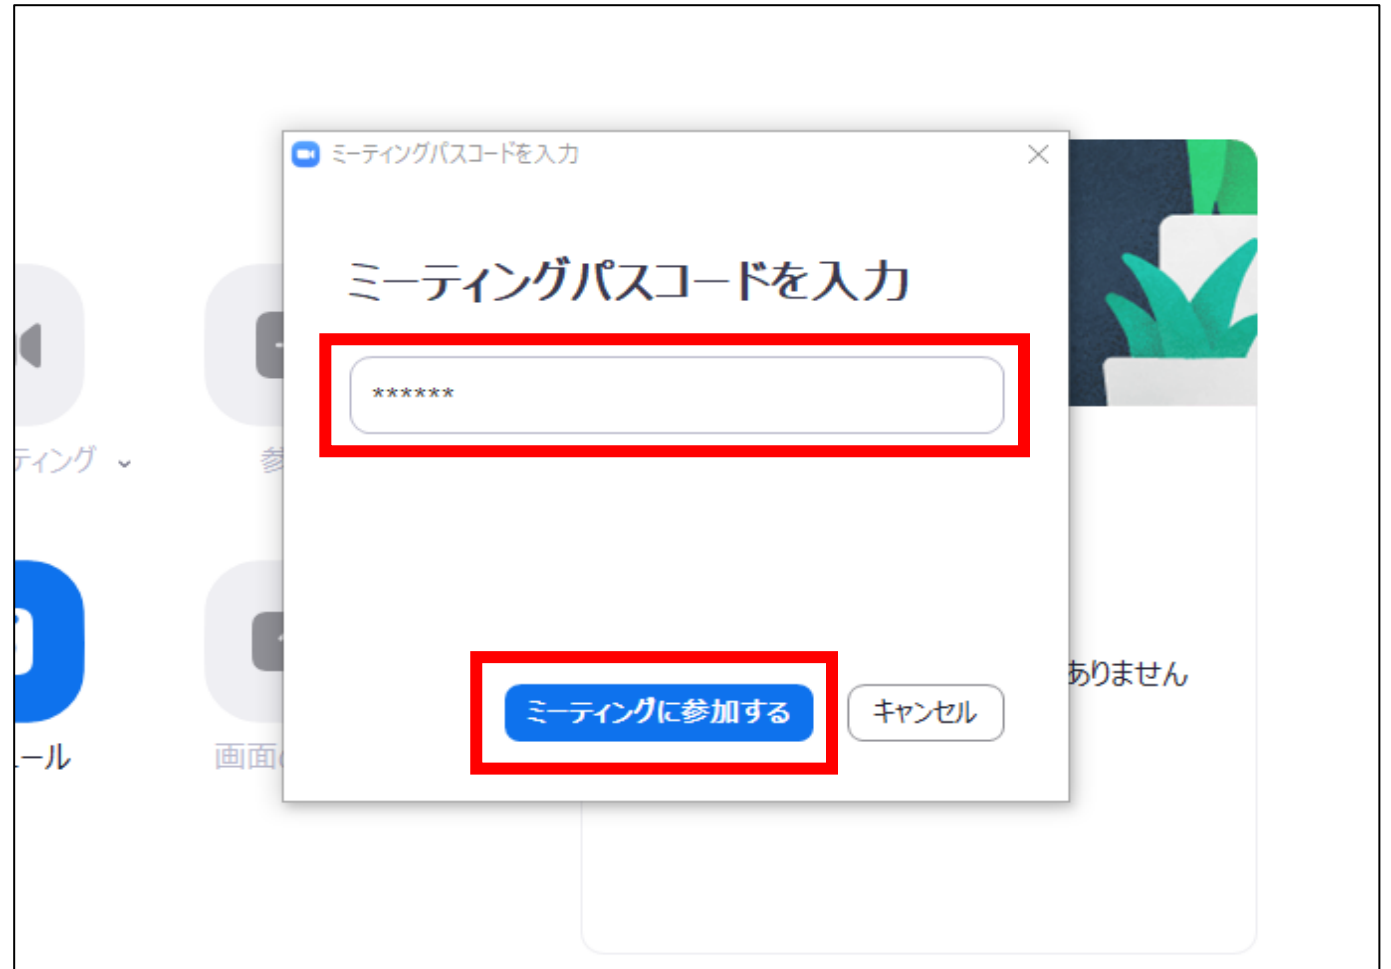 ミーティングパスコードを入力
ミーティングパスコードを入力
******
ティング
参
ありません
ミーティングに参加する
キャンセル
ール
画面